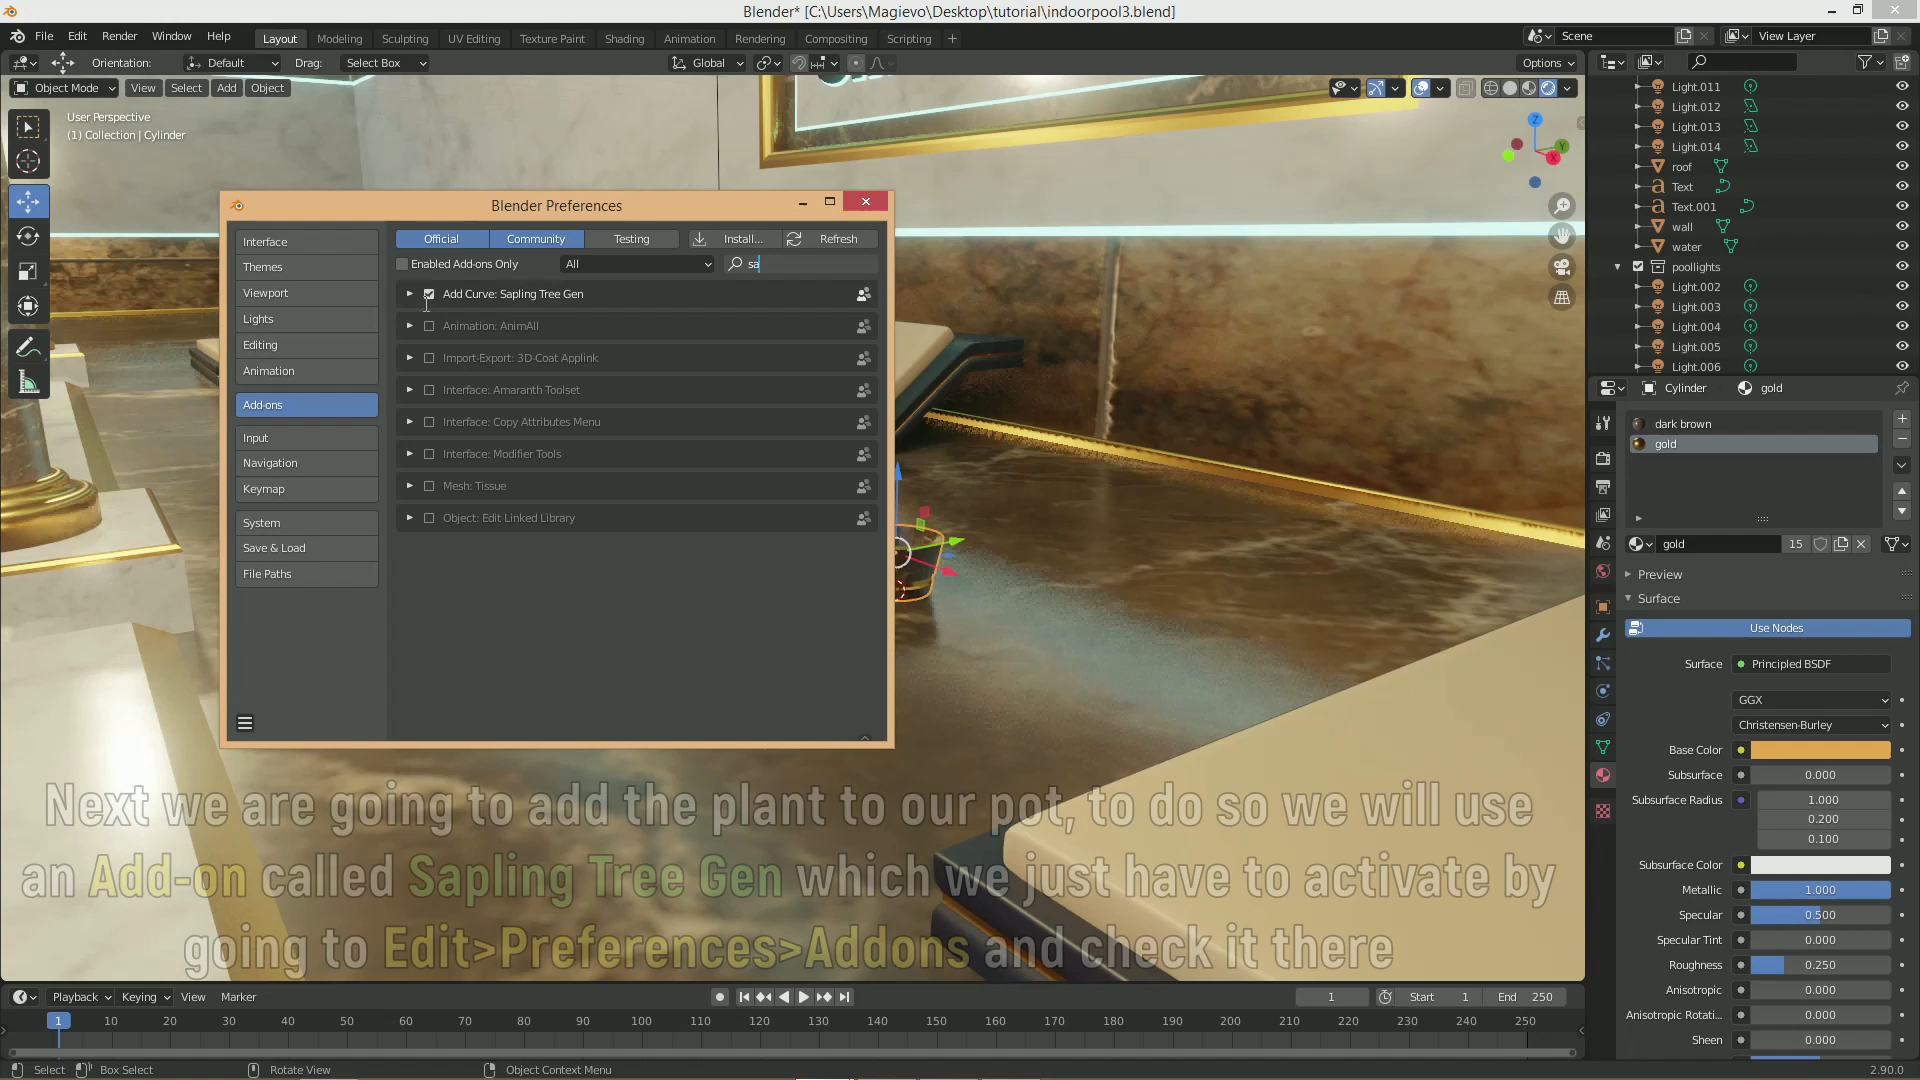 Blender* [C:\Users\Magievo\Desktop\tutorial\indoorpool3.blend]
File Edit Render Window Help
Layout Modeling Sculpting UV Editing Texture Paint Shading Animation Rendering Compositing Scripting +
Scene View Layer
Orientation: Default Drag: Select Box Global Options
Object Mode View Select Add Object
User Perspective
(1) Collection | Cylinder
Z
Y
X
Blender Preferences
Interface
Themes
Viewport
Lights
Editing
Animation
Add-ons
Input
Navigation
Keymap
System
Save & Load
File Paths
Official Community Testing Install... Refresh
Enabled Add-ons Only All sa
Add Curve: Sapling Tree Gen
Animation: AnimAll
Import-Export: 3D-Coat Applink
Interface: Amaranth Toolset
Interface: Copy Attributes Menu
Interface: Modifier Tools
Mesh: Tissue
Object: Edit Linked Library
Next we are going to add the plant to our pot, to do so we will use
an Add-on called Sapling Tree Gen which we just have to activate by
going to Edit>Preferences>Addons and check it there
Light.011
Light.012
Light.013
Light.014
roof
Text
Text.001
wall
water
poollights
Light.002
Light.003
Light.004
Light.005
Light.006
Cylinder gold
dark brown
gold
gold 15
Preview
Surface
Use Nodes
Surface Principled BSDF
GGX
Christensen-Burley
Base Color
Subsurface 0.000
Subsurface Radius 1.000
0.200
0.100
Subsurface Color
Metallic 1.000
Specular 0.500
Specular Tint 0.000
Roughness 0.250
Anisotropic 0.000
Anisotropic Rotati... 0.000
Sheen 0.000
Playback Keying View Marker 1 Start 1 End 250
1 10 20 30 40 50 60 70 80 90 100 110 120 130 140 150 160 170 180 190 200 210 220 230 240 250
Select Box Select Rotate View Object Context Menu 2.90.0